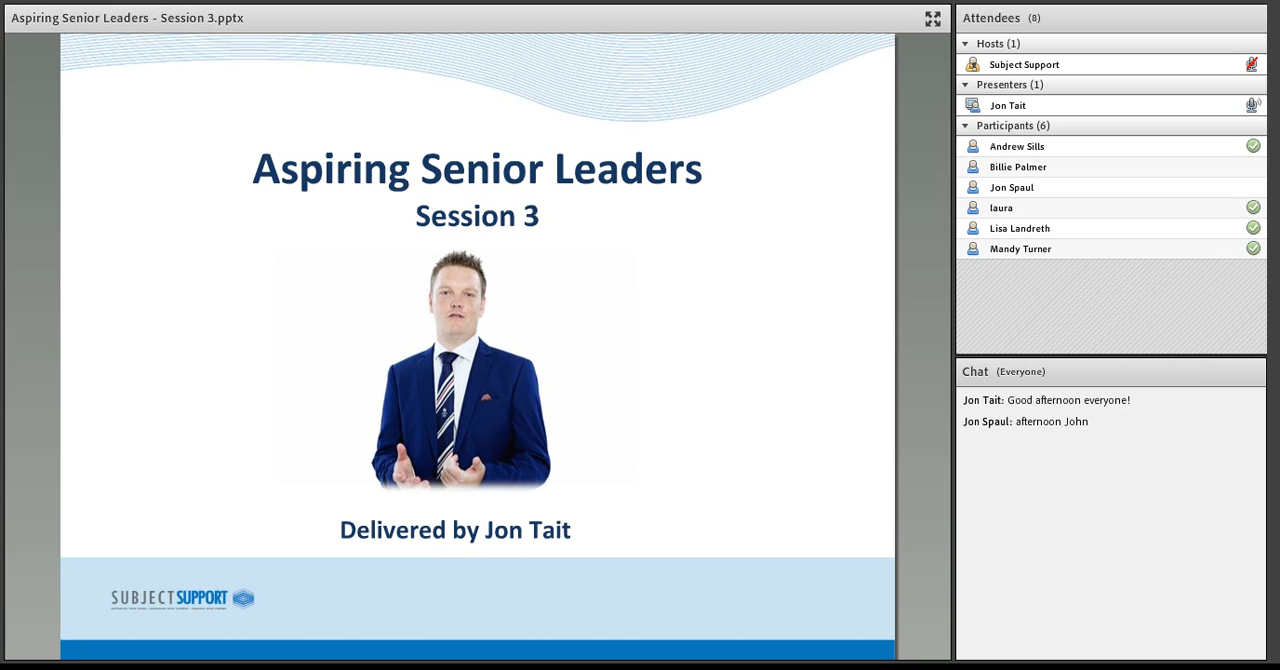 Aspiring Senior Leaders - Session 3.pptx
Aspiring Senior Leaders
Session 3
Delivered by Jon Tait
SUBJECTSUPPORT
Attendees (8)
Hosts (1)
Subject Support
Presenters (1)
Jon Tait
Participants (6)
Andrew Sills
Billie Palmer
Jon Spaul
laura
Lisa Landreth
Mandy Turner
Chat (Everyone)
Jon Tait: Good afternoon everyone!
Jon Spaul: afternoon John